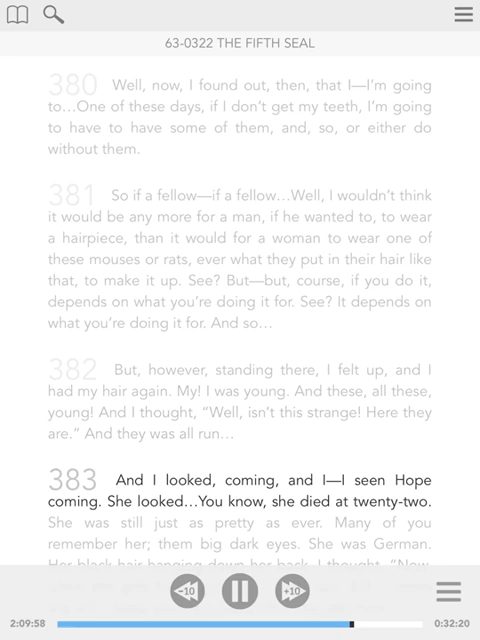 63-0322 THE FIFTH SEAL
380 Well, now, I found out, then, that I—I'm going
to…One of these days, if I don't get my teeth, I'm going
to have to have some of them, and, so, or either do
without them.
381 So if a fellow—if a fellow…Well, I wouldn't think
it would be any more for a man, if he wanted to, to wear
a hairpiece, than it would for a woman to wear one of
these mouses or rats, ever what they put in their hair like
that, to make it up. See? But—but, course, if you do it,
depends on what you're doing it for. See? It depends on
what you're doing it for. And so…
382 But, however, standing there, I felt up, and I
had my hair again. My! I was young. And these, all these,
young! And I thought, “Well, isn't this strange! Here they
are.” And they was all run…
383 And I looked, coming, and I—I seen Hope
coming. She looked…You know, she died at twenty-two.
She was still just as pretty as ever. Many of you
remember her; them big dark eyes. She was German.
Her black hair hanging down her back. I thought, “Now,
-10
+10
2:09:58
0:32:20